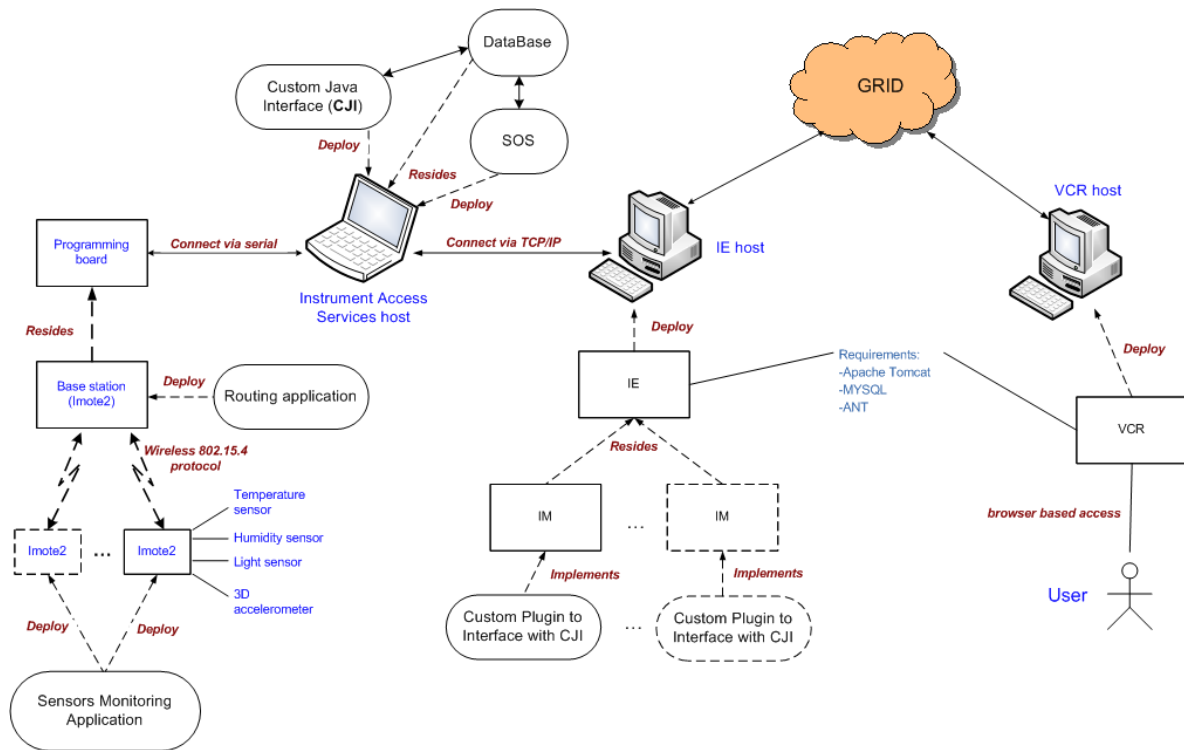 DataBase
GRID
Custom Java
Interface (CJI)
SOS
Deploy
Resides
Deploy
VCR host
Programming
board
Connect via serial
Connect via TCP/IP
IE host
Instrument Access
Services host
Resides
Deploy
Deploy
Base station
(Imote2)
Deploy
Routing application
IE
Requirements:
-Apache Tomcat
-MYSQL
-ANT
VCR
Wireless 802.15.4
protocol
Resides
Temperature
sensor
Humidity sensor
Light sensor
3D
accelerometer
Imote2
...
Imote2
IM
...
IM
browser based access
Implements
Implements
User
Deploy
Deploy
Custom Plugin to
Interface with CJI
...
Custom Plugin to
Interface with CJI
Sensors Monitoring
Application